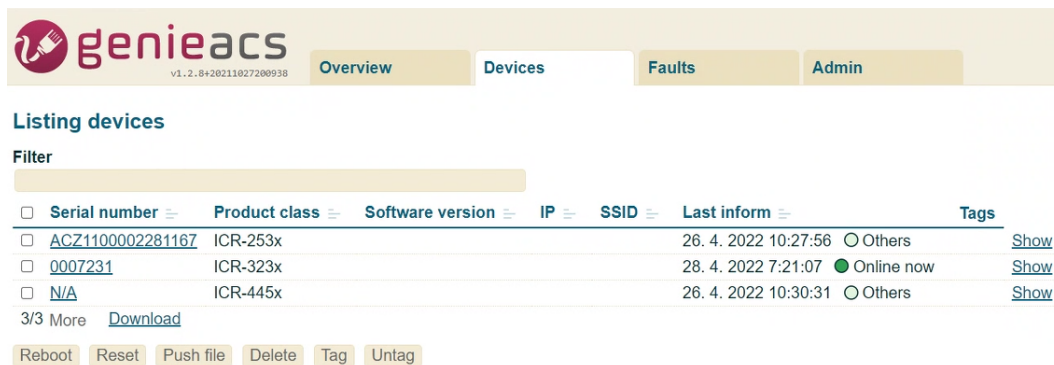 genieacs
v1.2.8+20211027200938
Overview Devices Faults Admin
Listing devices
Filter
Serial number Product class Software version IP SSID Last inform Tags
ACZ1100002281167 ICR-253x 26. 4. 2022 10:27:56 Others Show
0007231 ICR-323x 28. 4. 2022 7:21:07 Online now Show
N/A ICR-445x 26. 4. 2022 10:30:31 Others Show
3/3 More Download
Reboot Reset Push file Delete Tag Untag